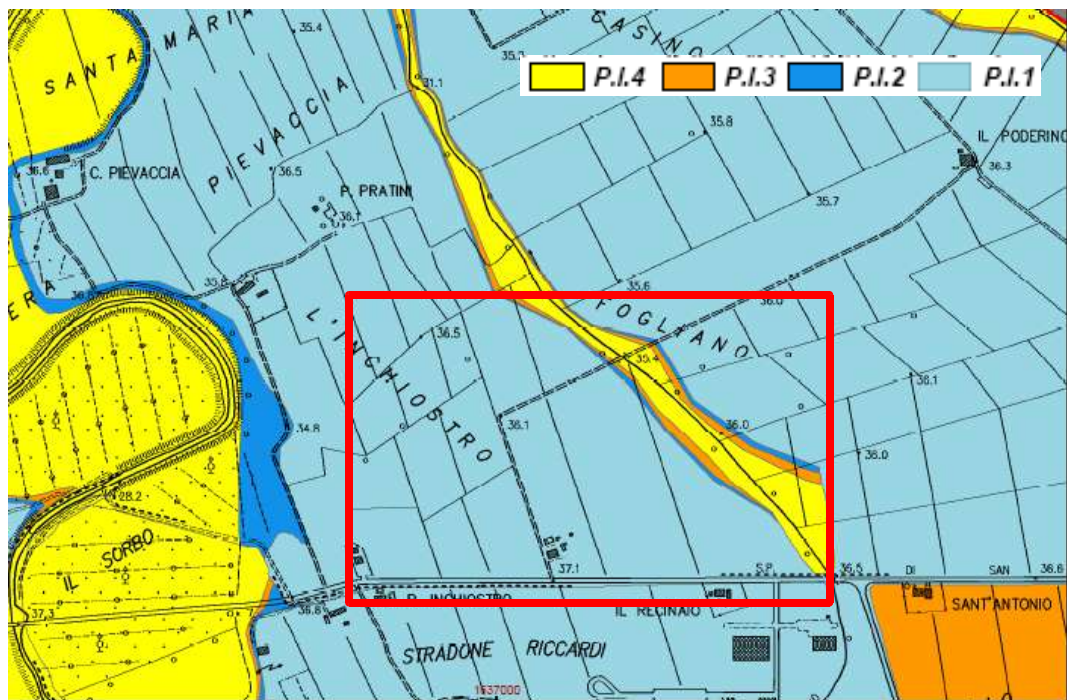 SANTA MARIA
35.4
35.2
CASINO
P.I.4 P.I.3 P.I.2 P.I.1
31.1
35.8
IL PODERINO
36.3
36.6
C. PIEVACCIA
PIEVACCIA
36.5
P. PRATINI
36.1
35.7
35.8
35.6
36.0
ERA
L'INCHIOSTRO
FOGLIANO
36.5
35.4
36.1
36.1
36.0
36.0
34.8
28.2
IL SORBO
37.3
37.1
S.P.
36.5
DI SAN
36.6
36.8
P. INCHIOSTRO
IL RECINAIO
SANT'ANTONIO
STRADONE RICCARDI
1637000